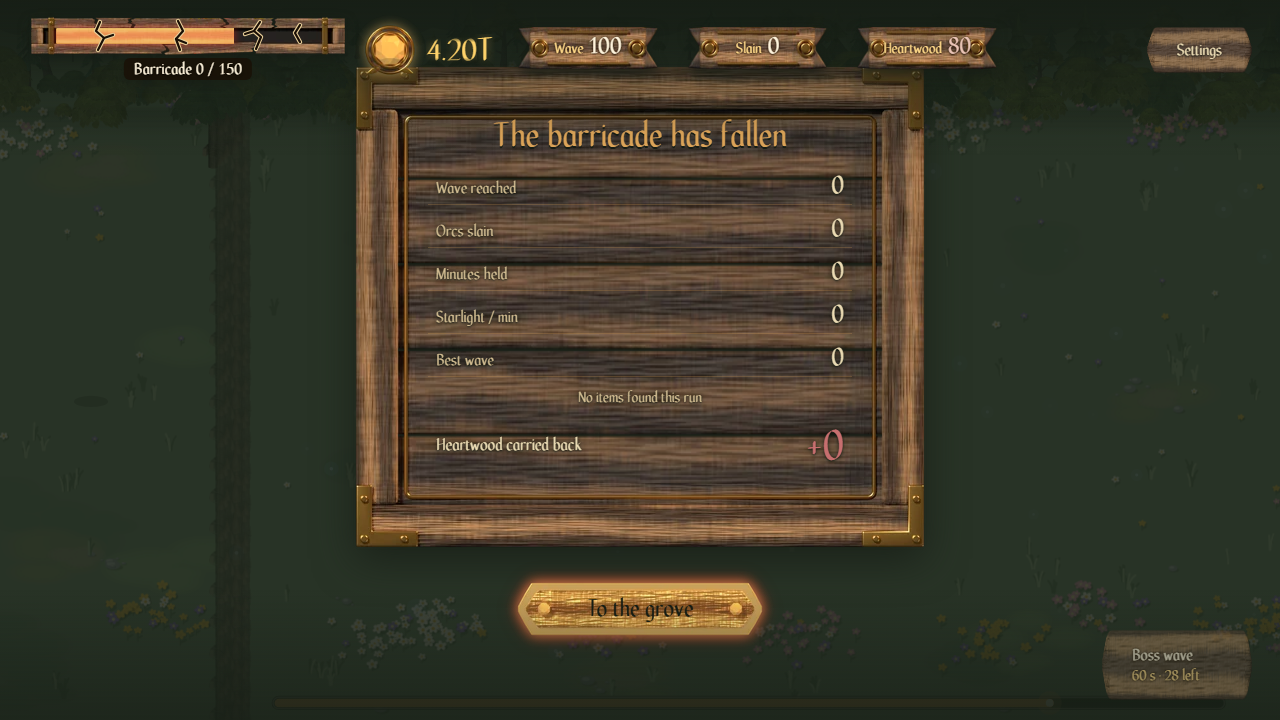 Barricade 0 / 150
4.20T
Wave 100
Slain 0
Heartwood 80
Settings
The barricade has fallen
Wave reached 0
Orcs slain 0
Minutes held 0
Starlight / min 0
Best wave 0
No items found this run
Heartwood carried back +0
To the grove
Boss wave
60 s · 28 left